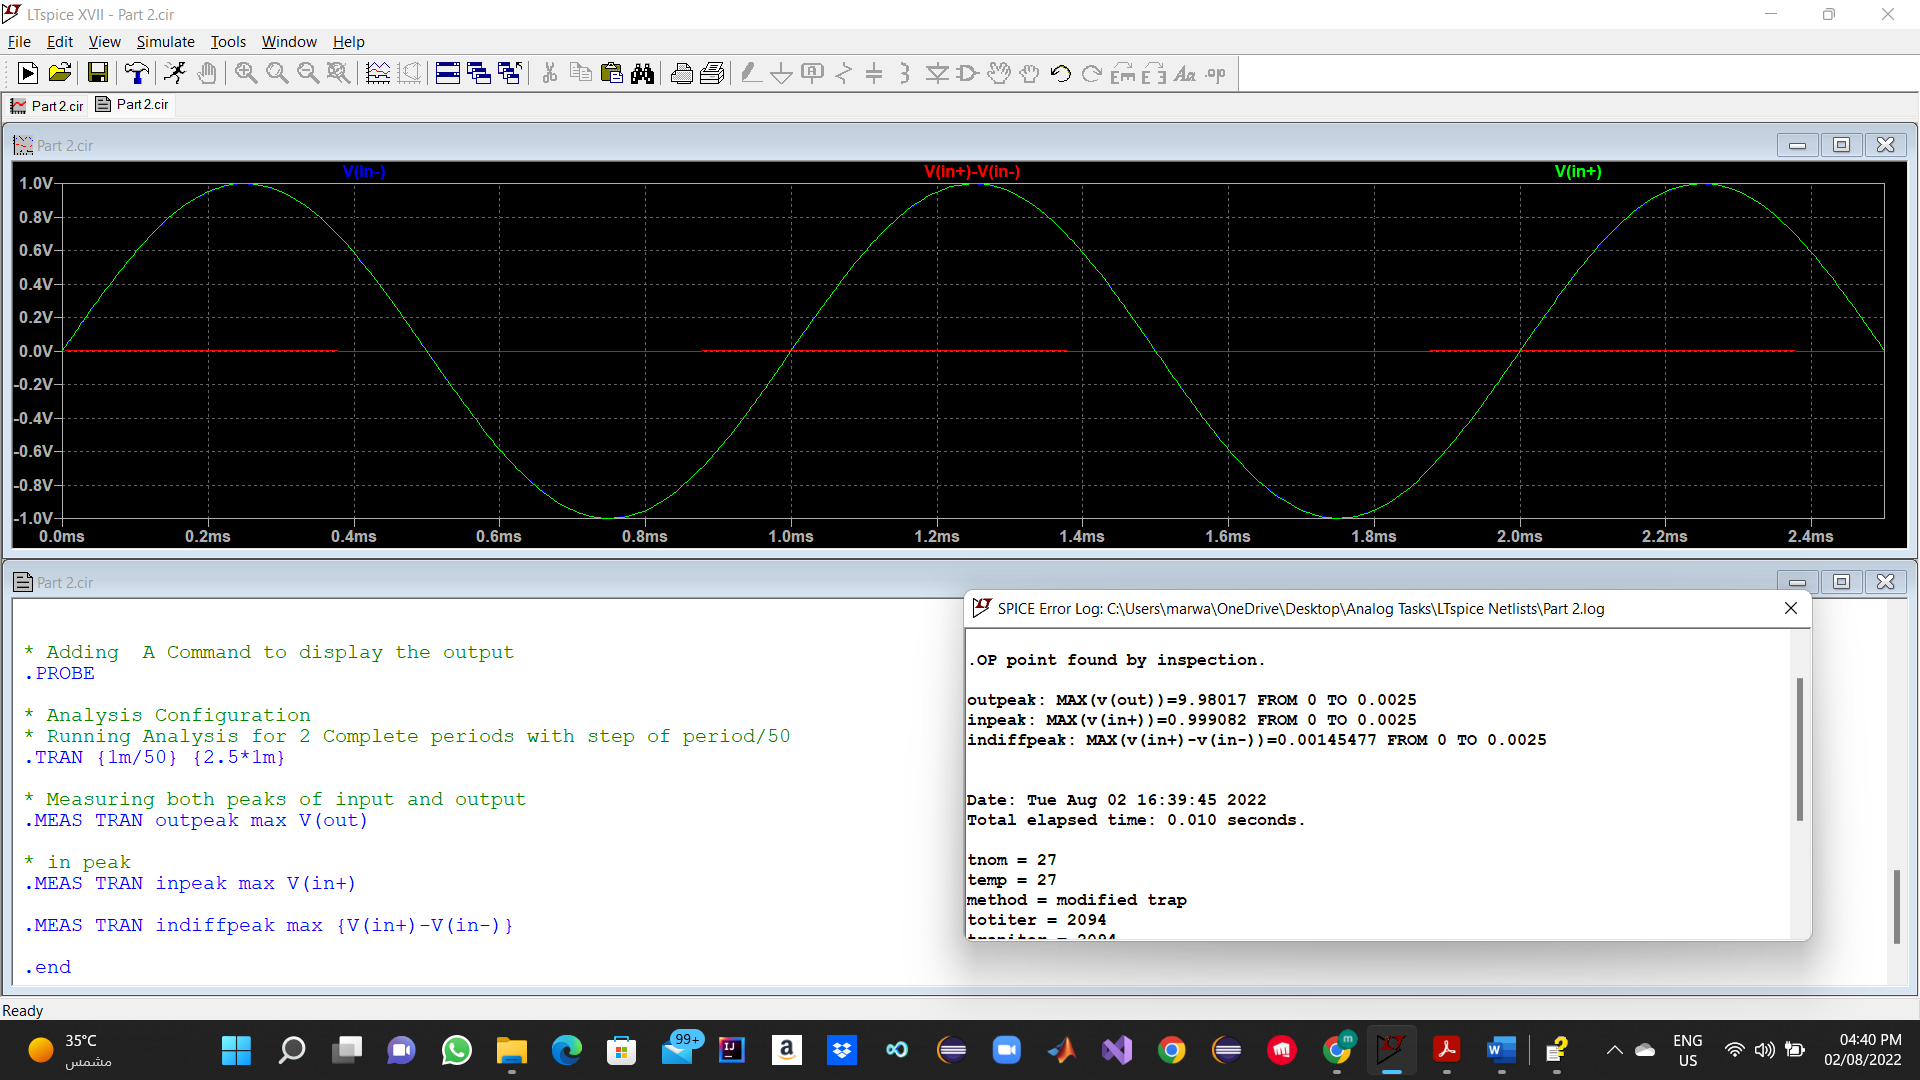 LTspice XVII - Part 2.cir
File Edit View Simulate Tools Window Help
Part 2.cir Part 2.cir
Part 2.cir
V(in-) V(in+)-V(in-) V(in+)
1.0V
0.8V
0.6V
0.4V
0.2V
0.0V
-0.2V
-0.4V
-0.6V
-0.8V
-1.0V
0.0ms 0.2ms 0.4ms 0.6ms 0.8ms 1.0ms 1.2ms 1.4ms 1.6ms 1.8ms 2.0ms 2.2ms 2.4ms
Part 2.cir
* Adding  A Command to display the output
.PROBE
* Analysis Configuration
* Running Analysis for 2 Complete periods with step of period/50
.TRAN {1m/50} {2.5*1m}
* Measuring both peaks of input and output
.MEAS TRAN outpeak max V(out)
* in peak
.MEAS TRAN inpeak max V(in+)
.MEAS TRAN indiffpeak max {V(in+)-V(in-)}
.end
SPICE Error Log: C:\Users\marwa\OneDrive\Desktop\Analog Tasks\LTspice Netlists\Part 2.log
.OP point found by inspection.
outpeak: MAX(v(out))=9.98017 FROM 0 TO 0.0025
inpeak: MAX(v(in+))=0.999082 FROM 0 TO 0.0025
indiffpeak: MAX(v(in+)-v(in-))=0.00145477 FROM 0 TO 0.0025
Date: Tue Aug 02 16:39:45 2022
Total elapsed time: 0.010 seconds.
tnom = 27
temp = 27
method = modified trap
totiter = 2094
Ready
35°C
مشمس
99+
ENG
US
04:40 PM
02/08/2022